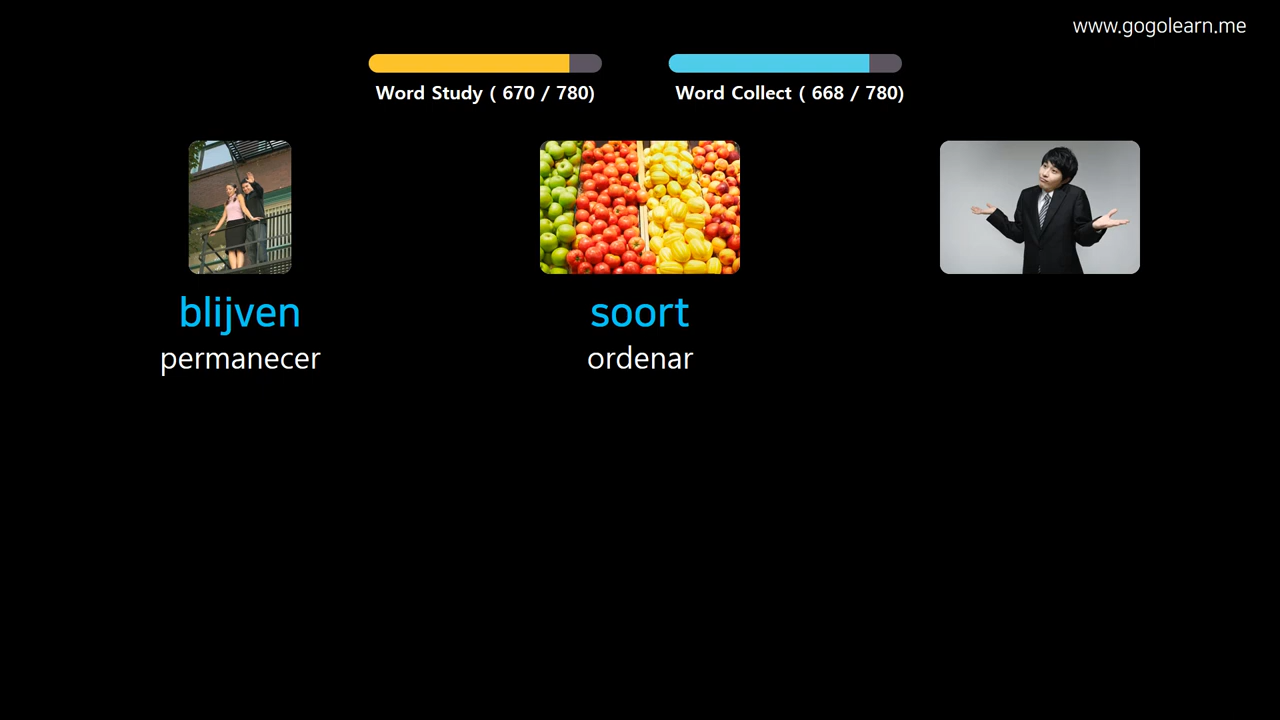 www.gogolearn.me
Word Study ( 670 / 780)
Word Collect ( 668 / 780)
blijven
permanecer
soort
ordenar